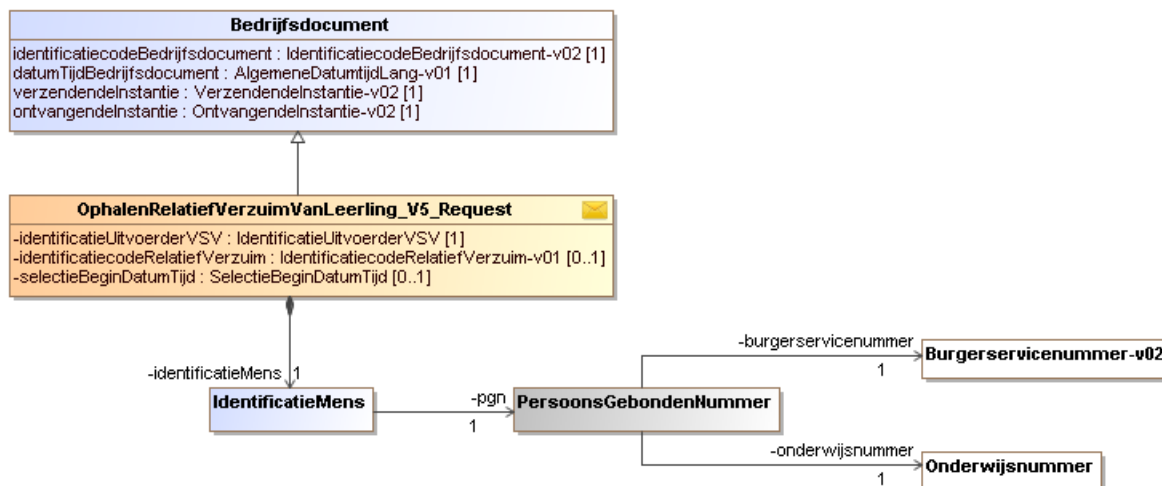 Bedrijfsdocument
identificatiecodeBedrijfsdocument : IdentificatiecodeBedrijfsdocument-v02 [1]
datumTijdBedrijfsdocument : AlgemeneDatumtijdLang-v01 [1]
verzendendeInstantie : VerzendendeInstantie-v02 [1]
ontvangendeInstantie : OntvangendeInstantie-v02 [1]
OphalenRelatiefVerzuimVanLeerling_V5_Request
-identificatieUitvoerderVSV : IdentificatieUitvoerderVSV [1]
-identificatiecodeRelatiefVerzuim : IdentificatiecodeRelatiefVerzuim-v01 [0..1]
-selectieBeginDatumTijd : SelectieBeginDatumTijd [0..1]
-identificatieMens 1
IdentificatieMens
-pgn
1
PersoonsGebondenNummer
-burgerservicenummer
1
Burgerservicenummer-v02
-onderwijsnummer
1
Onderwijsnummer